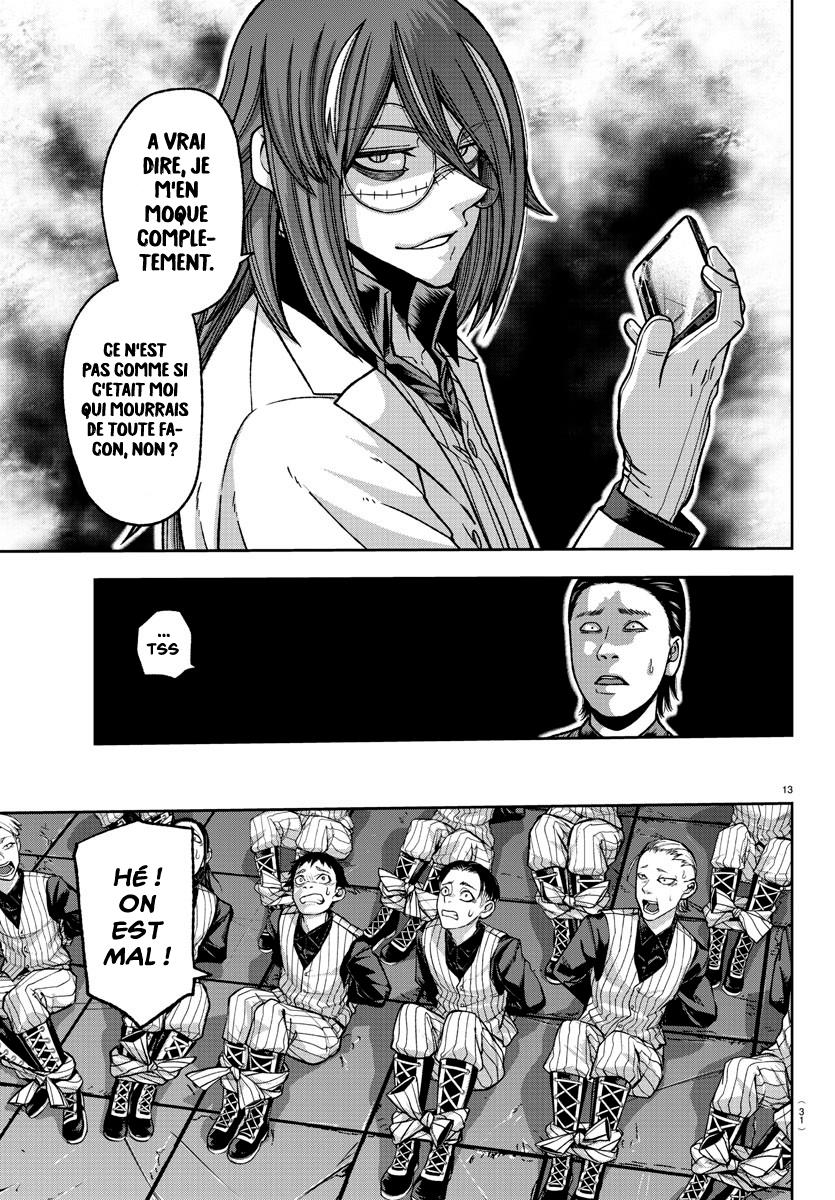 A VRAI
DIRE, JE
M'EN
MOQUE
COMPLE-
TEMENT.
CE N'EST
PAS COMME SI
C'ETAIT MOI
QUI MOURRAIS
DE TOUTE FA-
CON, NON ?
...
TSS
13
HÉ !
ON
EST
MAL !
(31)